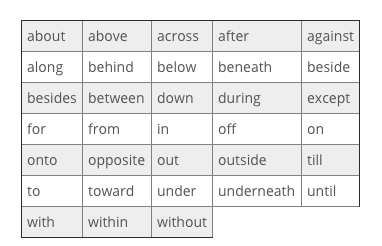 about above across after against
along behind below beneath beside
besides between down during except
for from in off on
onto opposite out outside till
to toward under underneath until
with within without